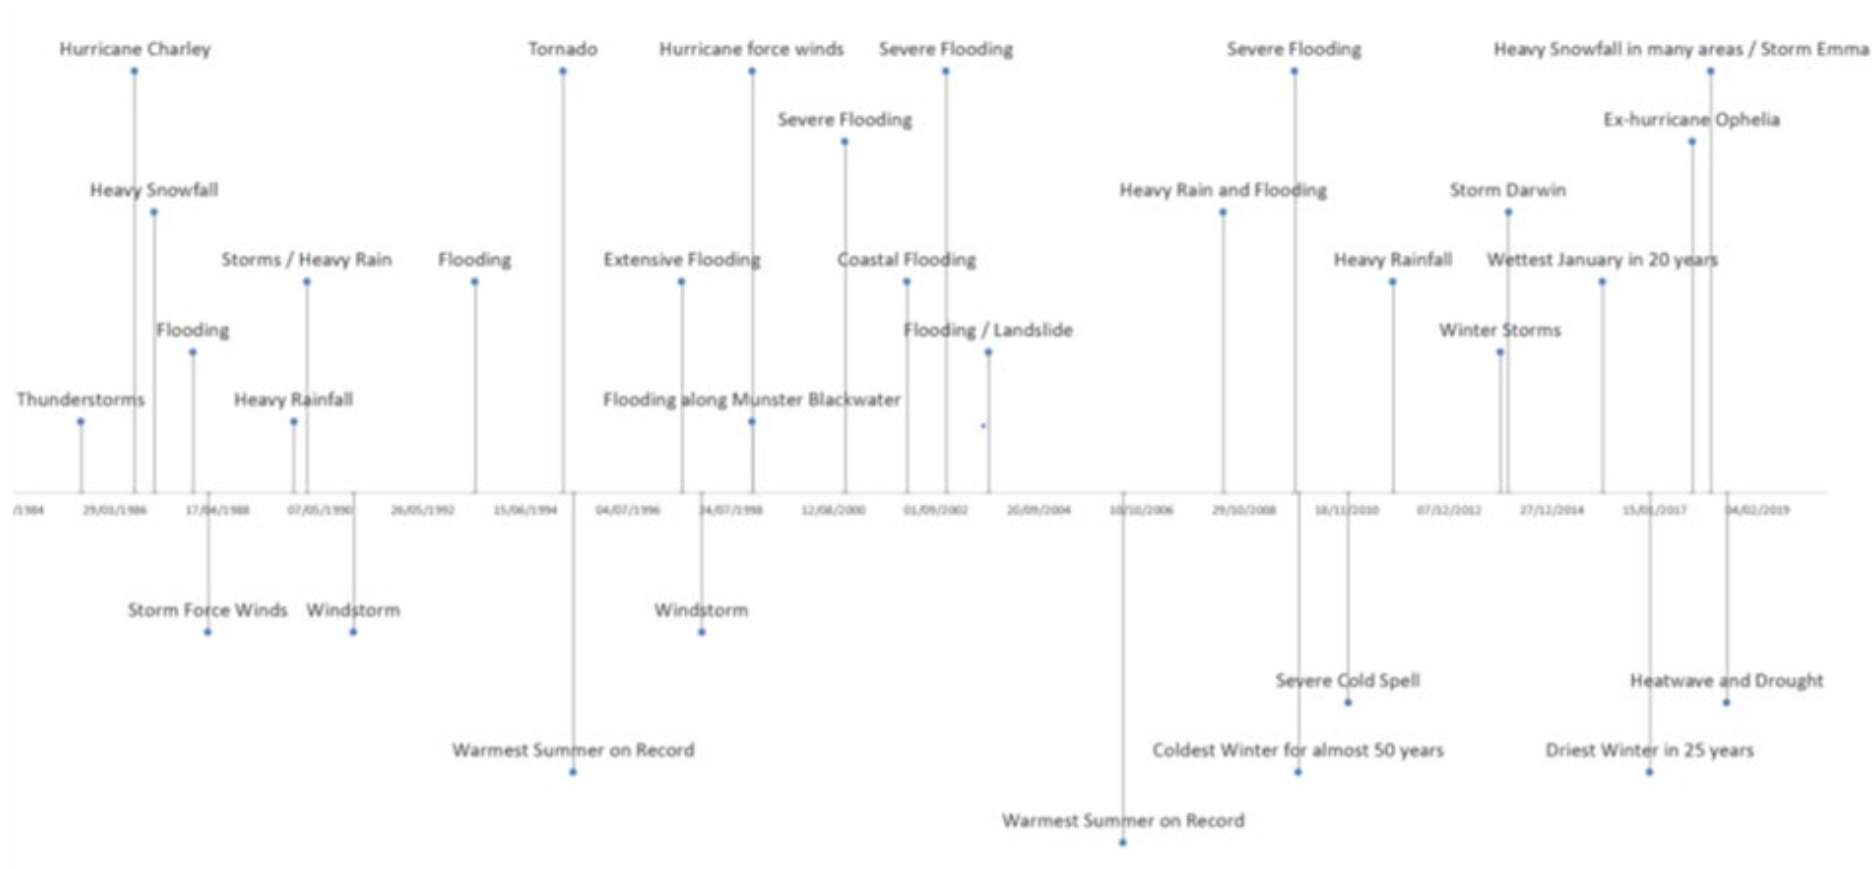 Hurricane Charley
Tornado
Hurricane force winds
Severe Flooding
Severe Flooding
Heavy Snowfall in many areas / Storm Emma
Severe Flooding
Ex-hurricane Ophelia
Heavy Snowfall
Heavy Rain and Flooding
Storm Darwin
Storms / Heavy Rain
Flooding
Extensive Flooding
Coastal Flooding
Heavy Rainfall
Wettest January in 20 years
Flooding
Flooding / Landslide
Winter Storms
Thunderstorms
Heavy Rainfall
Flooding along Munster Blackwater
/1984
29/03/1986
17/04/1988
07/05/1990
26/05/1992
15/06/1994
04/07/1996
24/07/1998
12/08/2000
01/09/2002
20/09/2004
10/10/2006
29/10/2008
18/11/2010
07/12/2012
27/12/2014
15/01/2017
04/02/2019
Storm Force Winds
Windstorm
Windstorm
Severe Cold Spell
Heatwave and Drought
Warmest Summer on Record
Coldest Winter for almost 50 years
Driest Winter in 25 years
Warmest Summer on Record